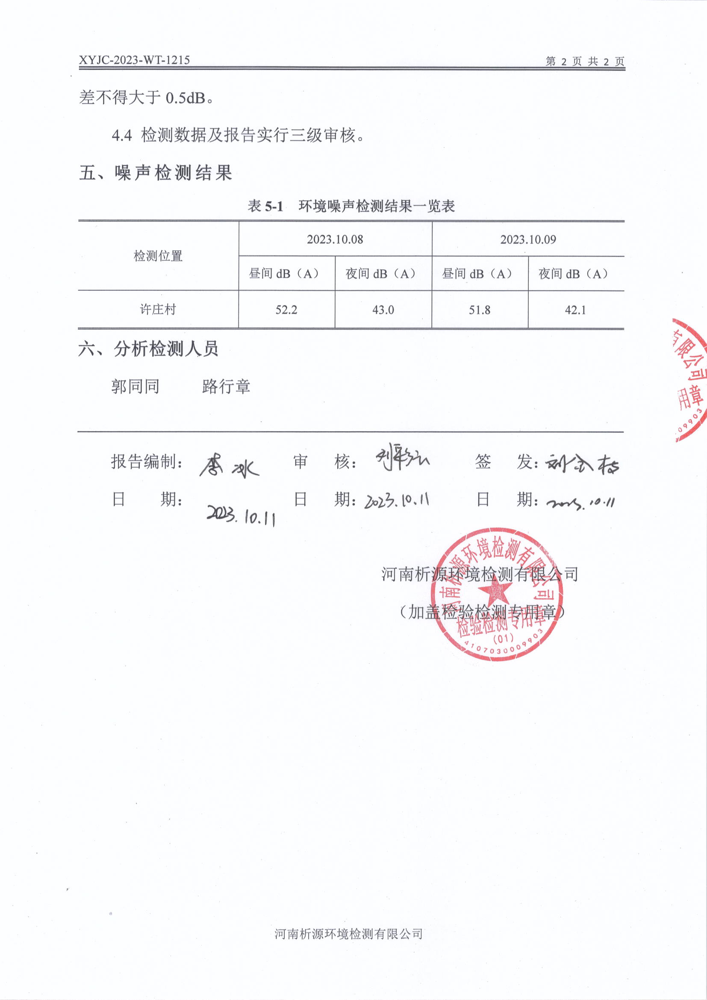 XYJC-2023-WT-1215
第 2 页 共 2 页
差不得大于 0.5dB。
4.4 检测数据及报告实行三级审核。
五、噪声检测结果
表 5-1 环境噪声检测结果一览表
检测位置 2023.10.08 2023.10.09
昼间 dB（A） 夜间 dB（A） 昼间 dB（A） 夜间 dB（A）
许庄村 52.2 43.0 51.8 42.1
六、分析检测人员
郭同同 路行章
报告编制： 李冰 审 核： 签 发：
日 期： 2023.10.11 日 期：2023.10.11 日 期：2023.10.11
河南析源环境检测有限公司
（加盖检验检测专用章）
河南析源环境检测有限公司
检验检测专用章
（01）
4107030009903
有限公司
用章
09903
河南析源环境检测有限公司